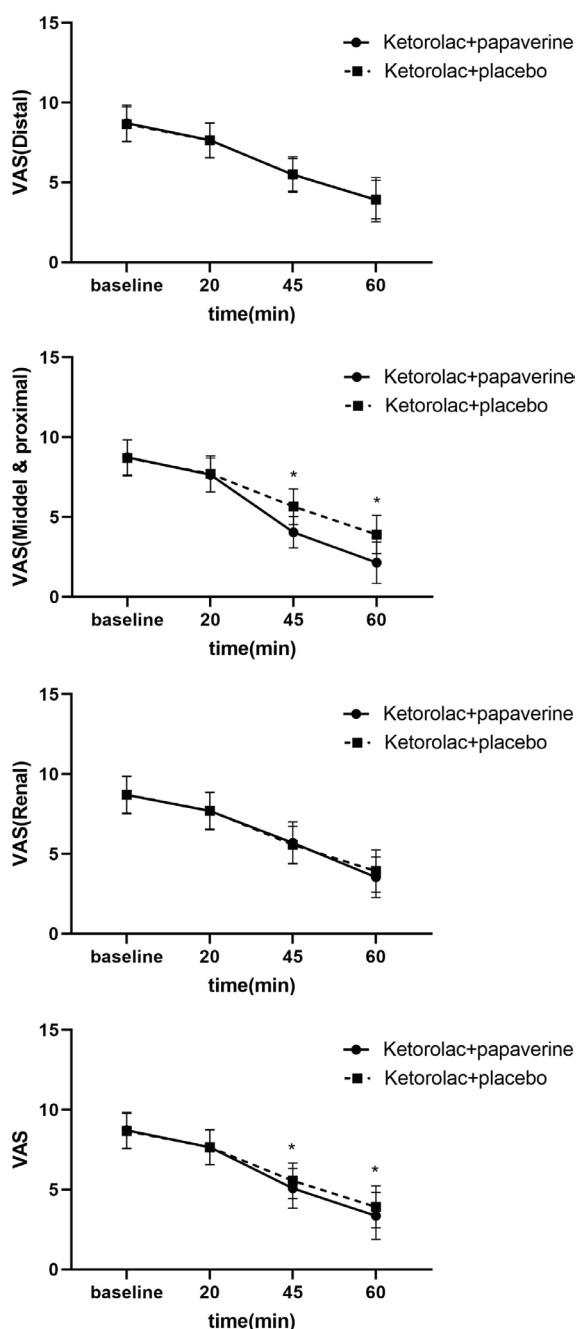 Ketorolac+papaverine
Ketorolac+placebo
VAS(Distal)
15
10
5
0
baseline 20 45 60
time(min)
Ketorolac+papaverine
Ketorolac+placebo
VAS(Middel & proximal)
15
10
5
0
* *
baseline 20 45 60
time(min)
Ketorolac+papaverine
Ketorolac+placebo
VAS(Renal)
15
10
5
0
baseline 20 45 60
time(min)
Ketorolac+papaverine
Ketorolac+placebo
VAS
15
10
5
0
* *
baseline 20 45 60
time(min)